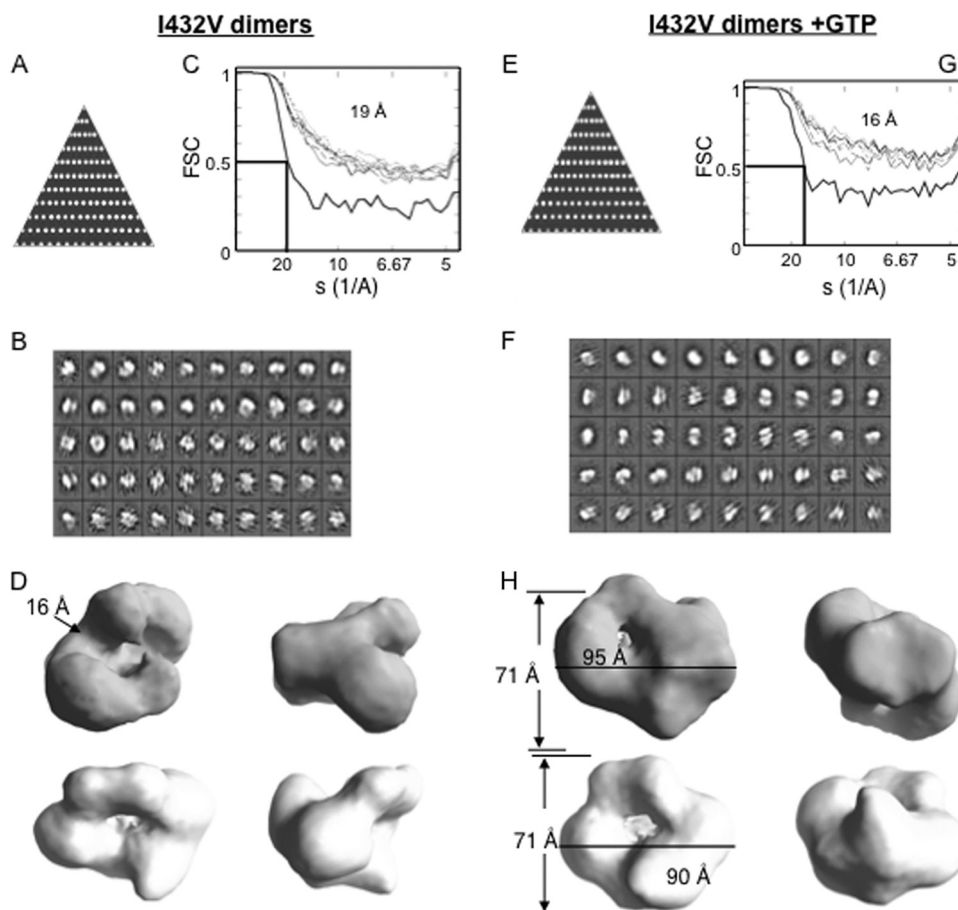 I432V dimers
I432V dimers +GTP
A
C
1
FSC
0.5
0
19 Å
20
10
6.67
5
s (1/A)
E
G
1
FSC
0.5
0
16 Å
20
10
6.67
5
s (1/A)
B
F
D
16 Å
H
71 Å
95 Å
71 Å
90 Å